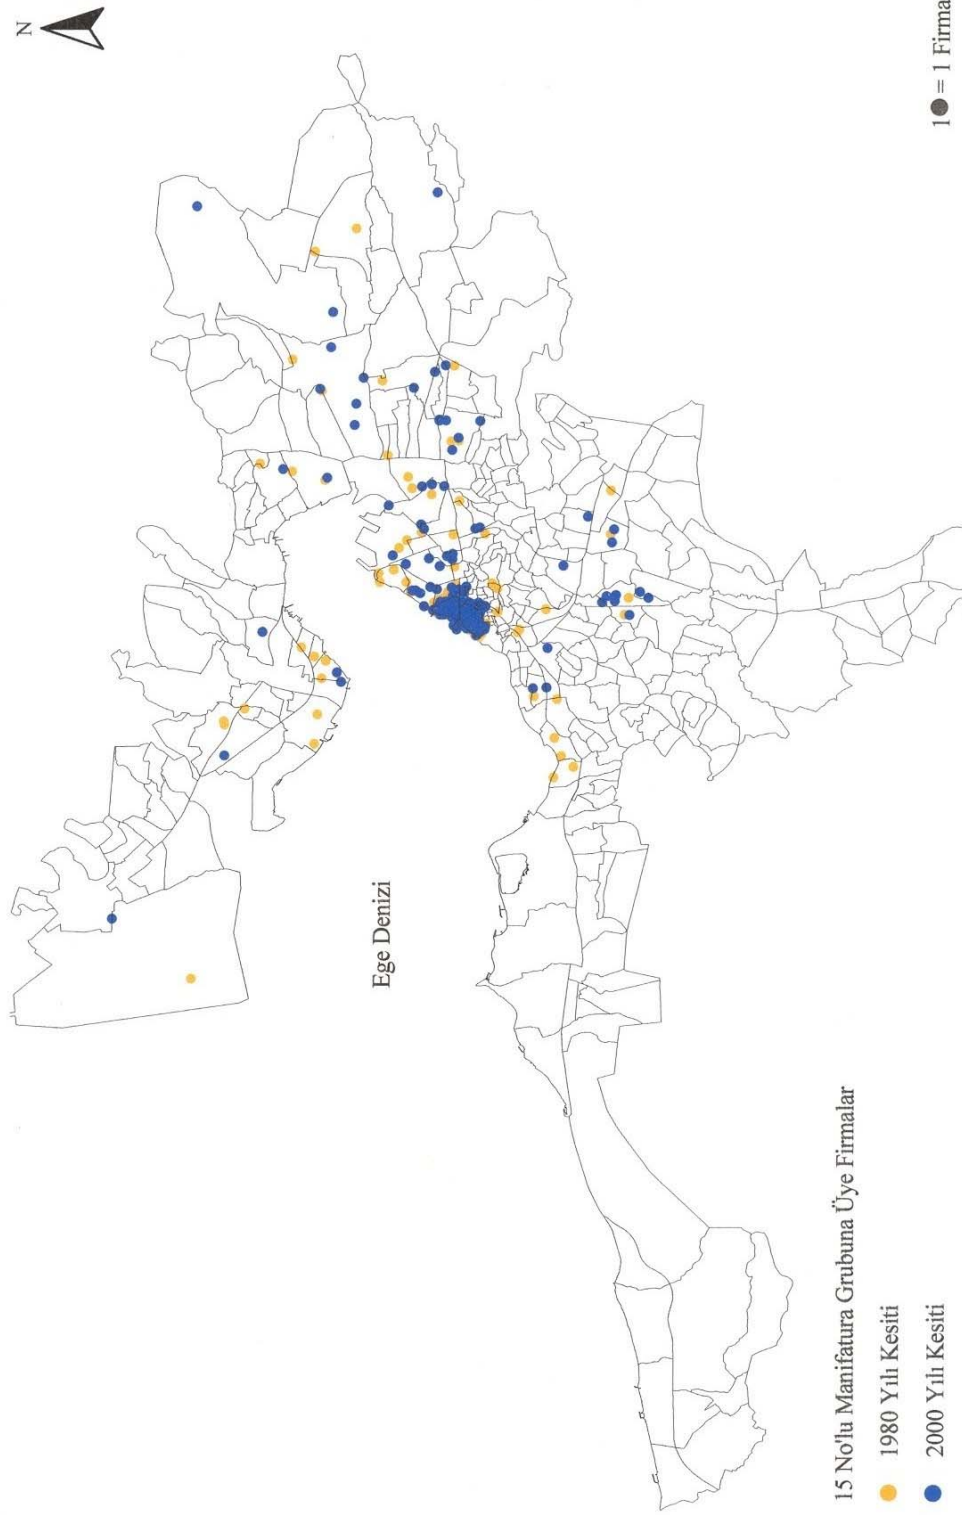 N
Ege Denizi
15 No'lu Manifatura Grubuna Üye Firmalar
1980 Yılı Kesiti
2000 Yılı Kesiti
1 = 1 Firma